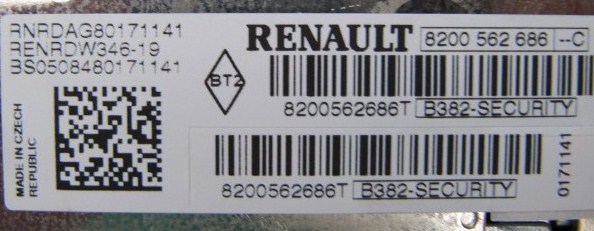 RNRDAG80171141
RENRDW346-19
BS0508480171141
BT2
RENAULT 8200 562 686 --C
8200562686T B382-SECURITY
MADE IN CZECH
REPUBLIC
8200562686T B382-SECURITY
0171141